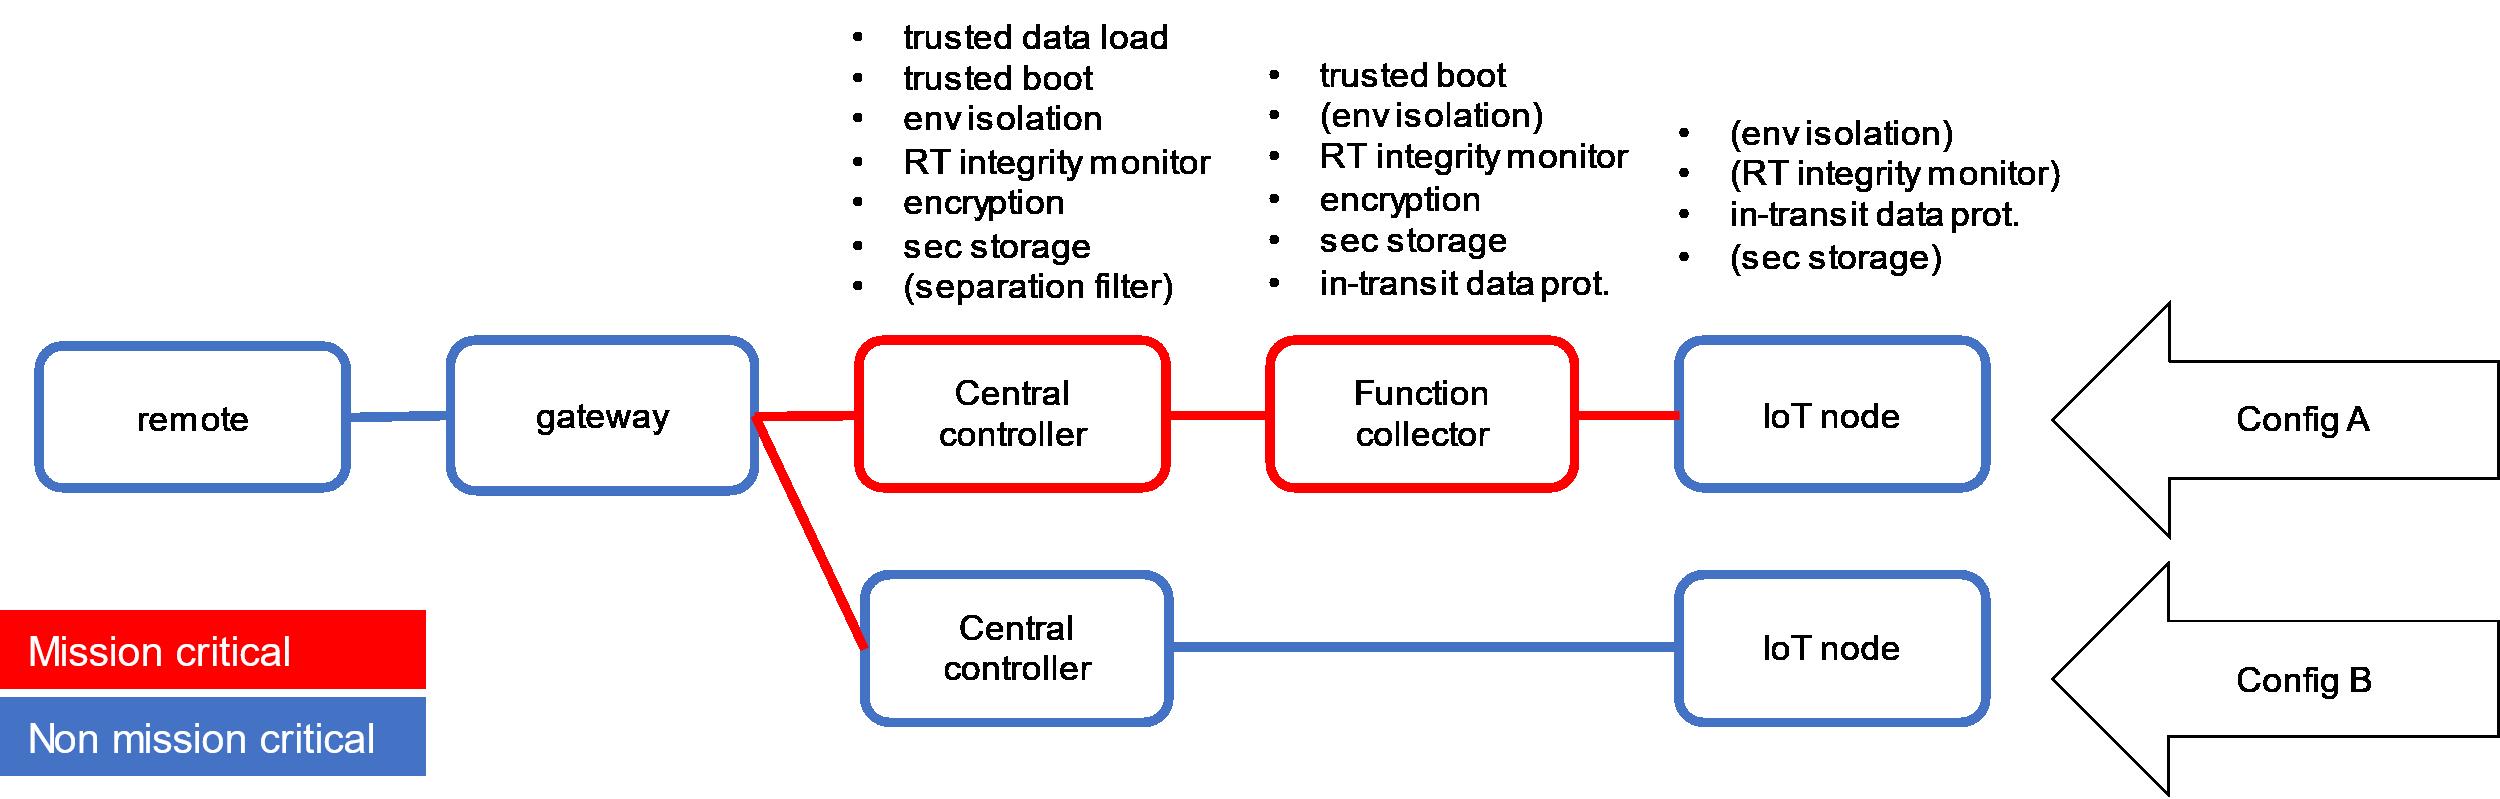 • trusted data load
• trusted boot
• env isolation
• RT integrity monitor
• encryption
• sec storage
• (separation filter)
• trusted boot
• (env isolation)
• RT integrity monitor
• encryption
• sec storage
• in-transit data prot.
• (env isolation)
• (RT integrity monitor)
• in-transit data prot.
• (sec storage)
remote
gateway
Central
controller
Function
collector
IoT node
Config A
Central
controller
IoT node
Config B
Mission critical
Non mission critical